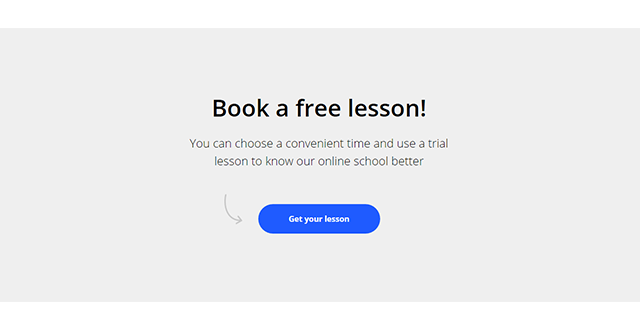 Book a free lesson!
You can choose a convenient time and use a trial
lesson to know our online school better
Get your lesson